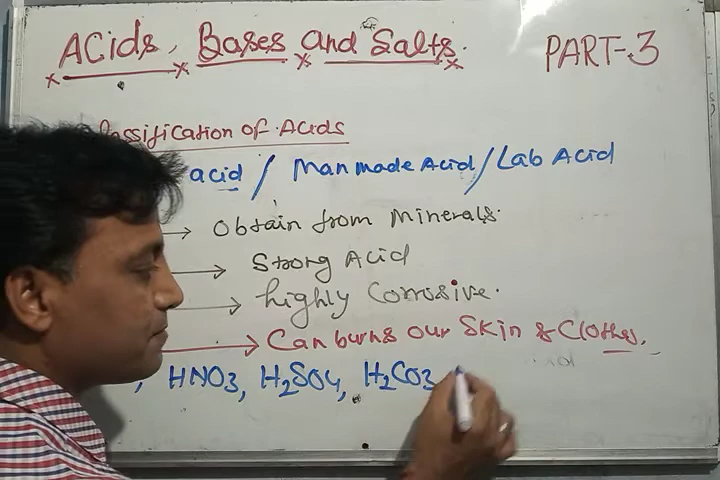 Acids, Bases and Salts. PART-3
Classification of Acids
acid / Man made Acid / Lab Acid
→ Obtain from Minerals.
→ Strong Acid
→ highly Corrosive.
→ Can burns our Skin & Clothes.
, HNO3, H2SO4, H2CO3